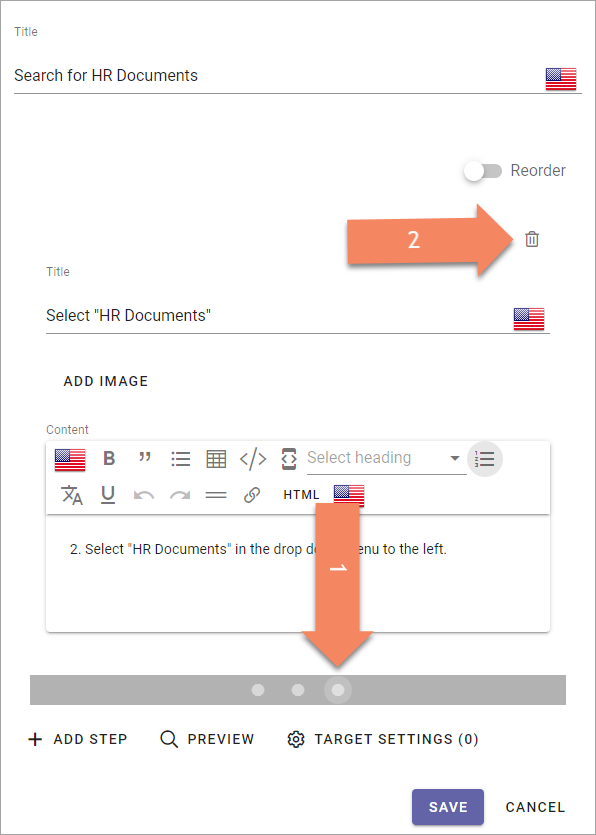 Title
Search for HR Documents
Reorder
2
Title
Select "HR Documents"
ADD IMAGE
Content
B ” </> Select heading
U HTML
2. Select "HR Documents" in the drop do enu to the left.
1
+ ADD STEP PREVIEW TARGET SETTINGS (0)
SAVE CANCEL